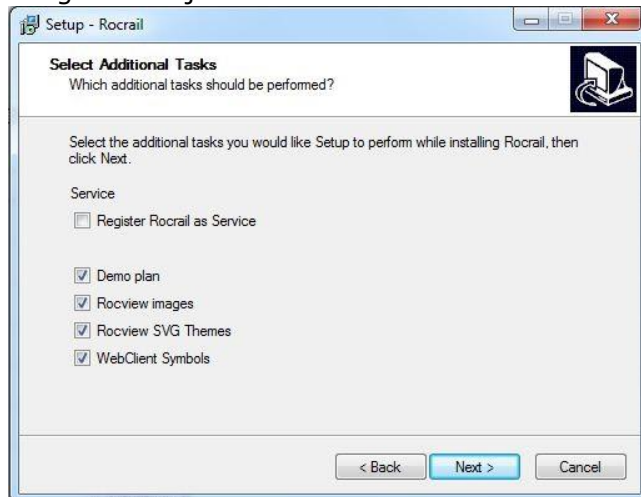 Setup - Rocrail
Select Additional Tasks
Which additional tasks should be performed?
Select the additional tasks you would like Setup to perform while installing Rocrail, then
click Next.
Service
Register Rocrail as Service
Demo plan
Rocview images
Rocview SVG Themes
WebClient Symbols
< Back
Next >
Cancel